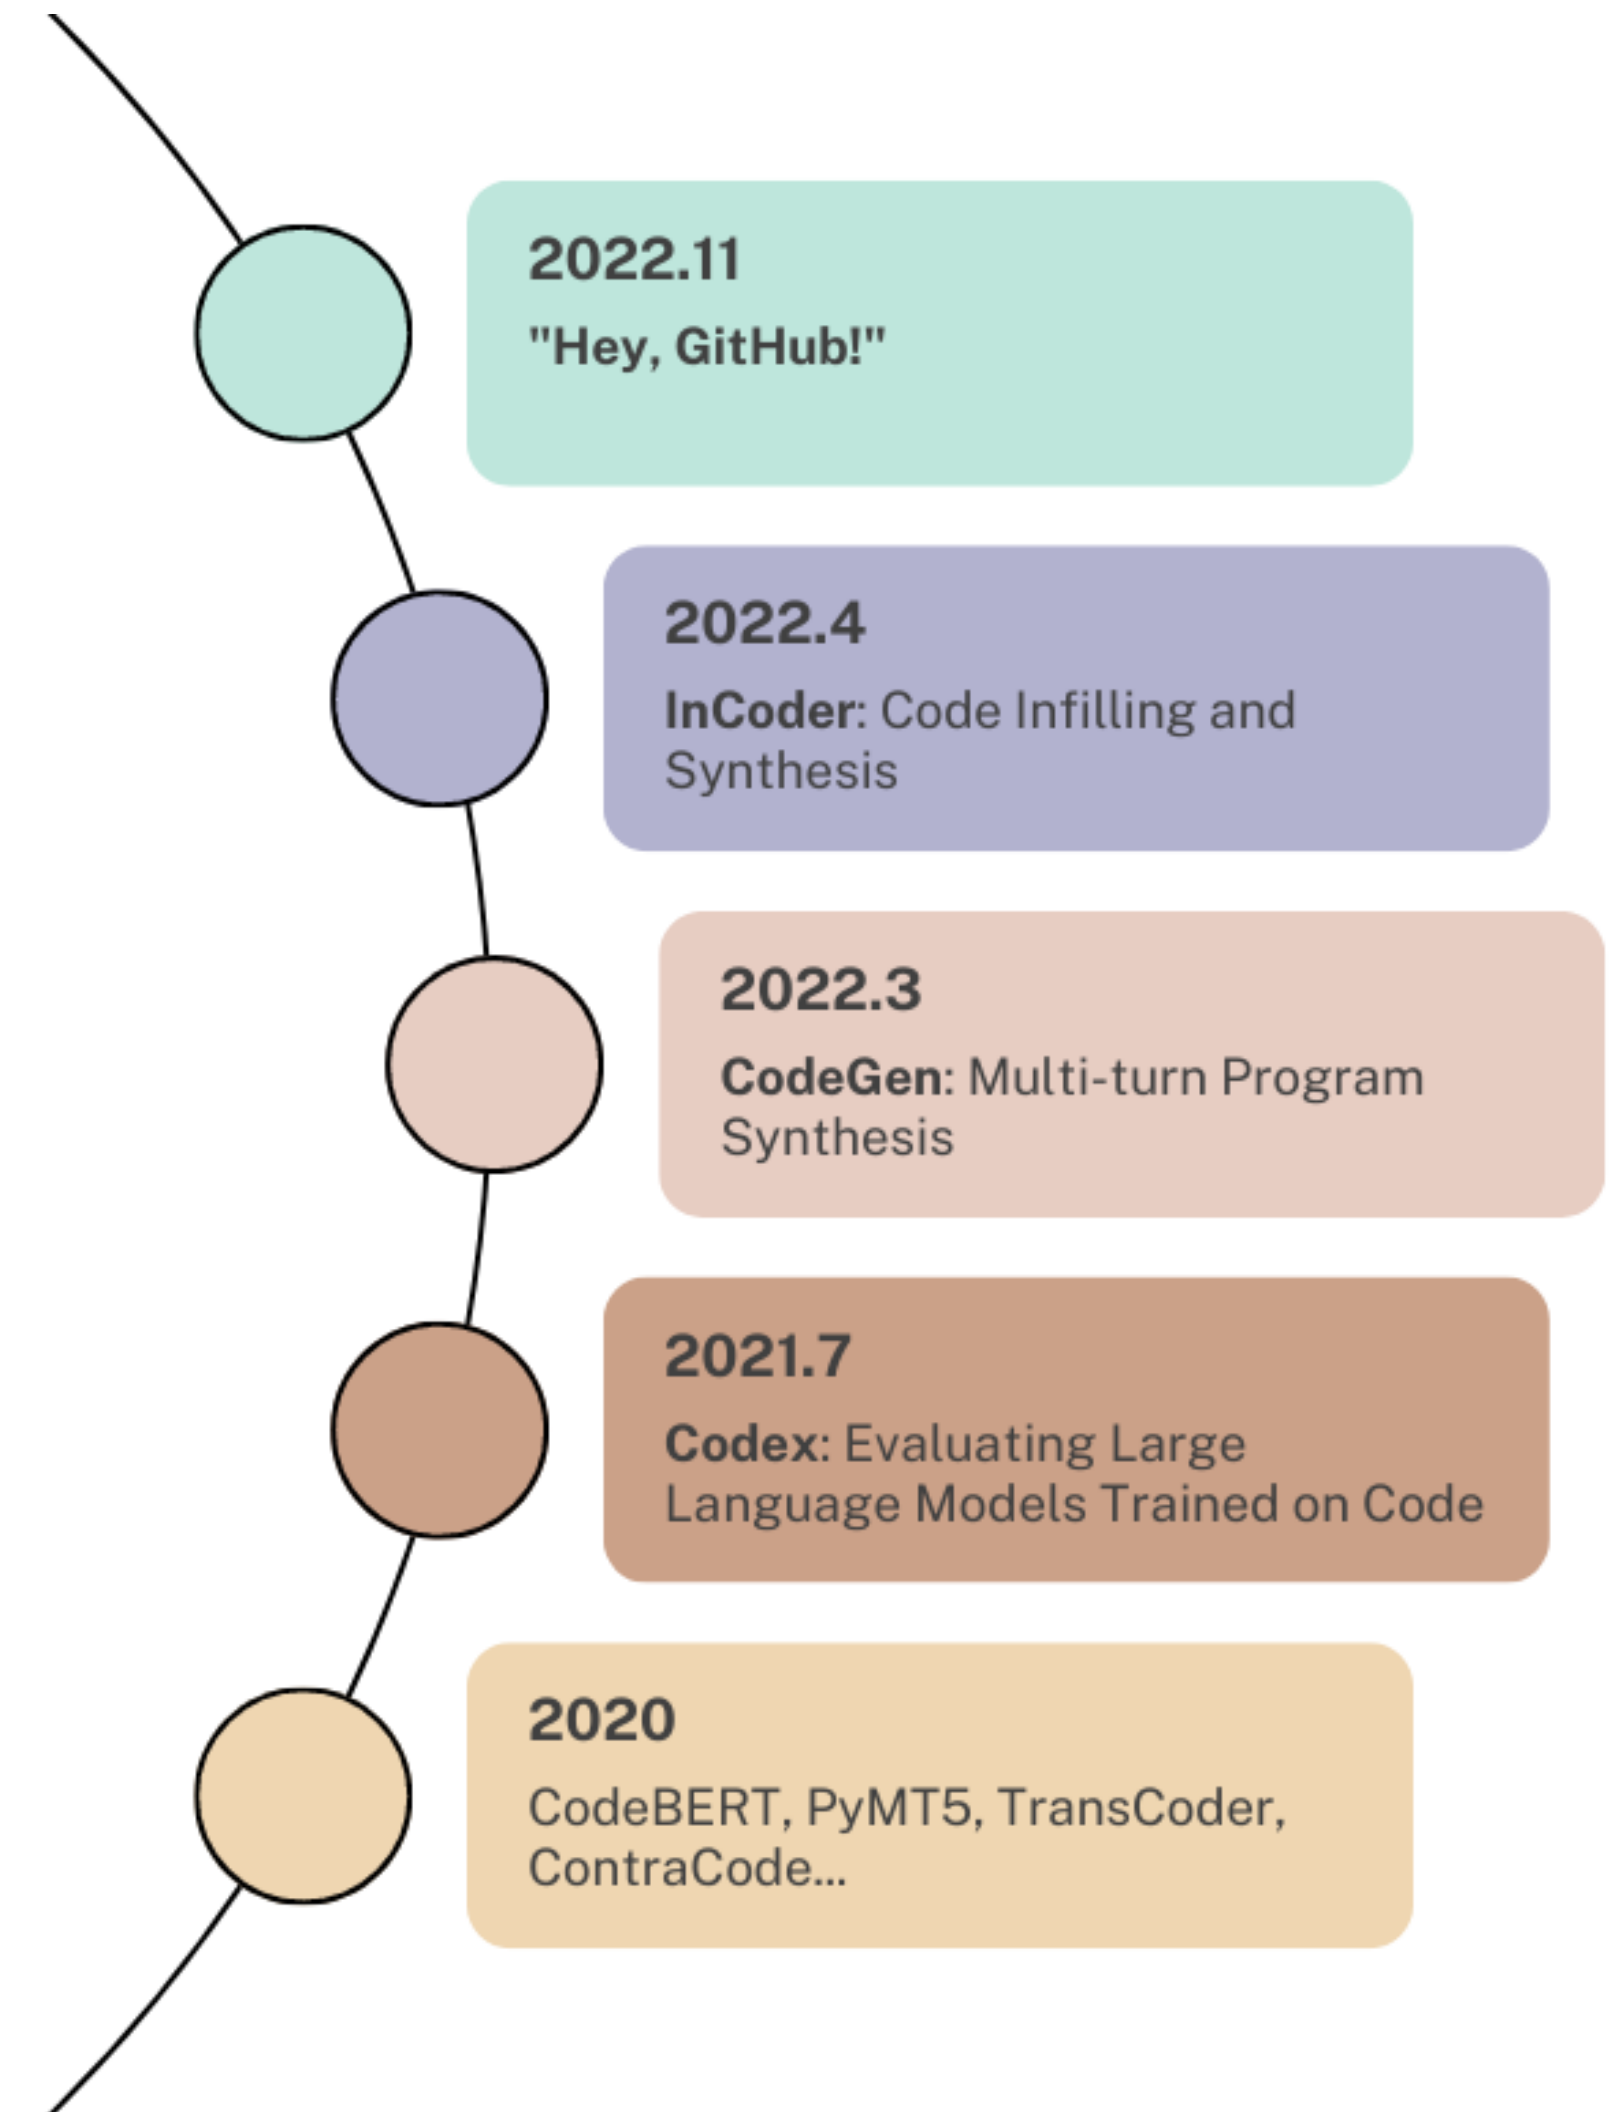 2022.11
"Hey, GitHub!"
2022.4
InCoder: Code Infilling and
Synthesis
2022.3
CodeGen: Multi-turn Program
Synthesis
2021.7
Codex: Evaluating Large
Language Models Trained on Code
2020
CodeBERT, PyMT5, TransCoder,
ContraCode...